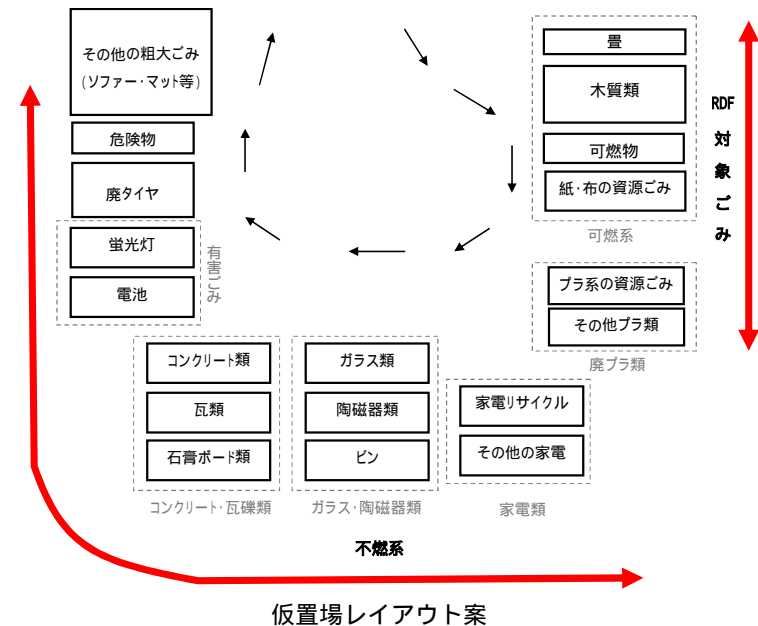 その他の粗大ごみ
(ソファー･マット等)
危険物
廃タイヤ
蛍光灯
電池
有害ごみ
畳
木質類
可燃物
紙･布の資源ごみ
可燃系
RDF
対
象
ご
み
プラ系の資源ごみ
その他プラ類
廃プラ類
コンクリート類
瓦類
石膏ボード類
コンクリート･瓦礫類
ガラス類
陶磁器類
ビン
ガラス･陶磁器類
家電リサイクル
その他の家電
家電類
不燃系
仮置場レイアウト案